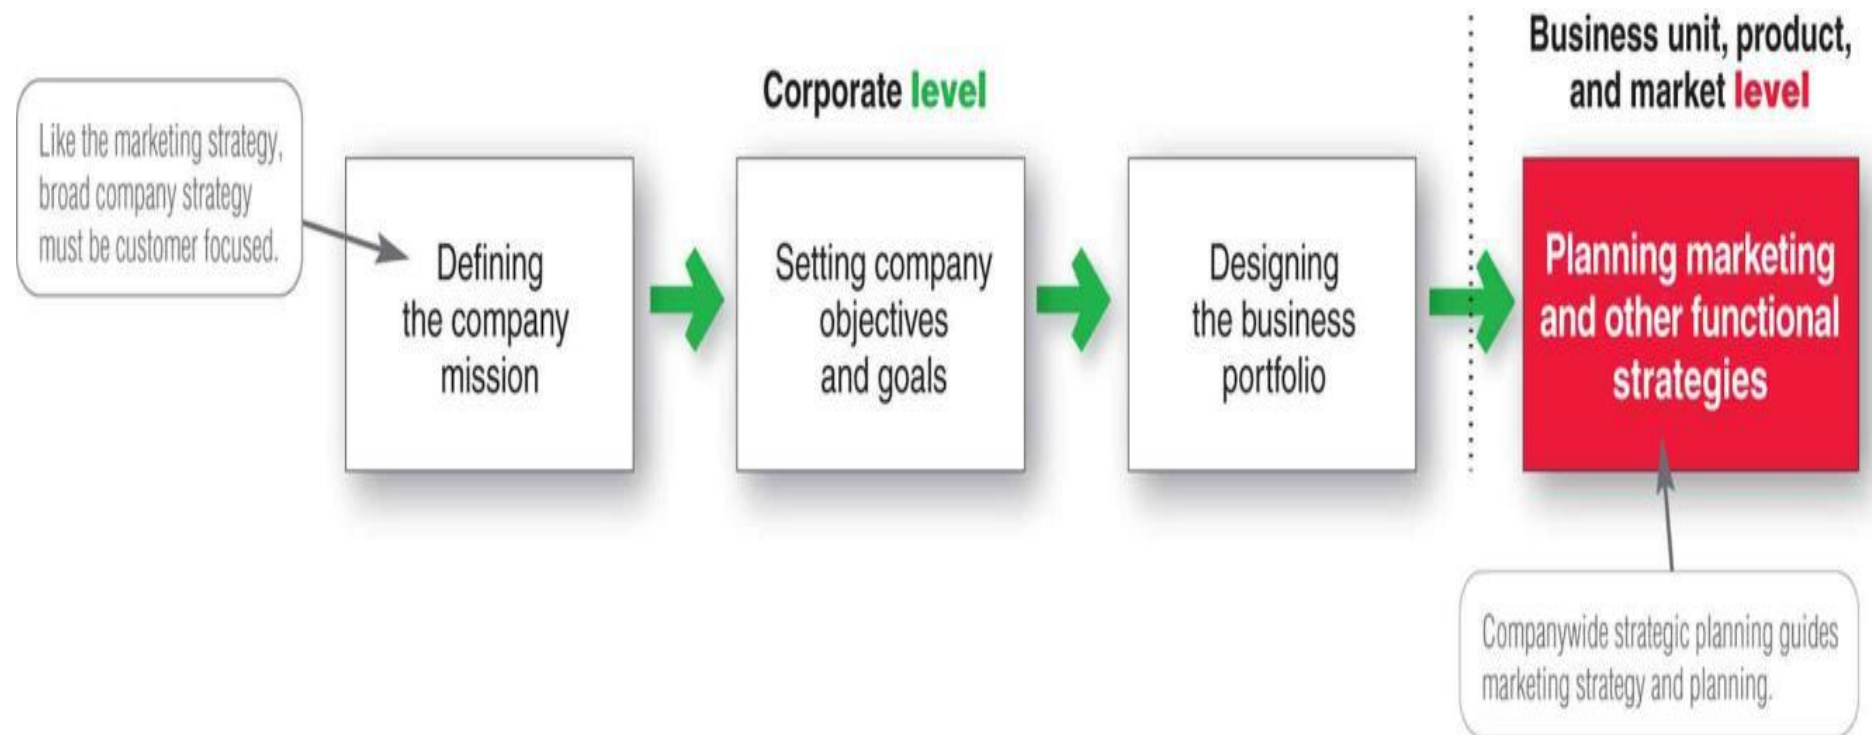 Corporate level
Business unit, product,
and market level
Like the marketing strategy,
broad company strategy
must be customer focused.
Defining
the company
mission
Setting company
objectives
and goals
Designing
the business
portfolio
Planning marketing
and other functional
strategies
Companywide strategic planning guides
marketing strategy and planning.